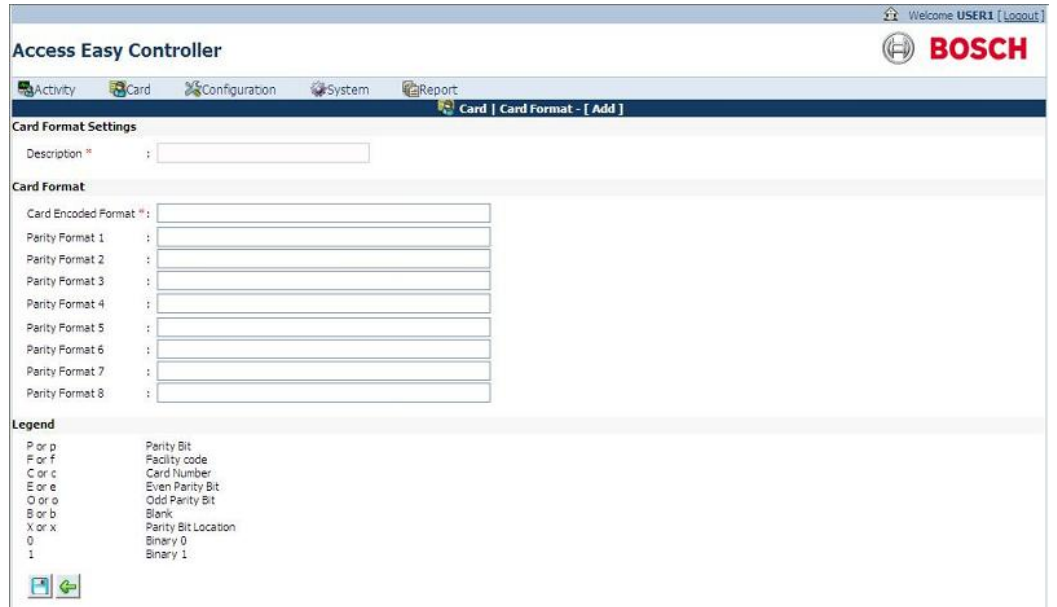 Welcome USER1 [ Logout ]
Access Easy Controller
BOSCH
Activity Card Configuration System Report
Card | Card Format - [ Add ]
Card Format Settings
Description * :
Card Format
Card Encoded Format * :
Parity Format 1 :
Parity Format 2 :
Parity Format 3 :
Parity Format 4 :
Parity Format 5 :
Parity Format 6 :
Parity Format 7 :
Parity Format 8 :
Legend
P or p Parity Bit
F or f Facility code
C or c Card Number
E or e Even Parity Bit
O or o Odd Parity Bit
B or b Blank
X or x Parity Bit Location
0 Binary 0
1 Binary 1